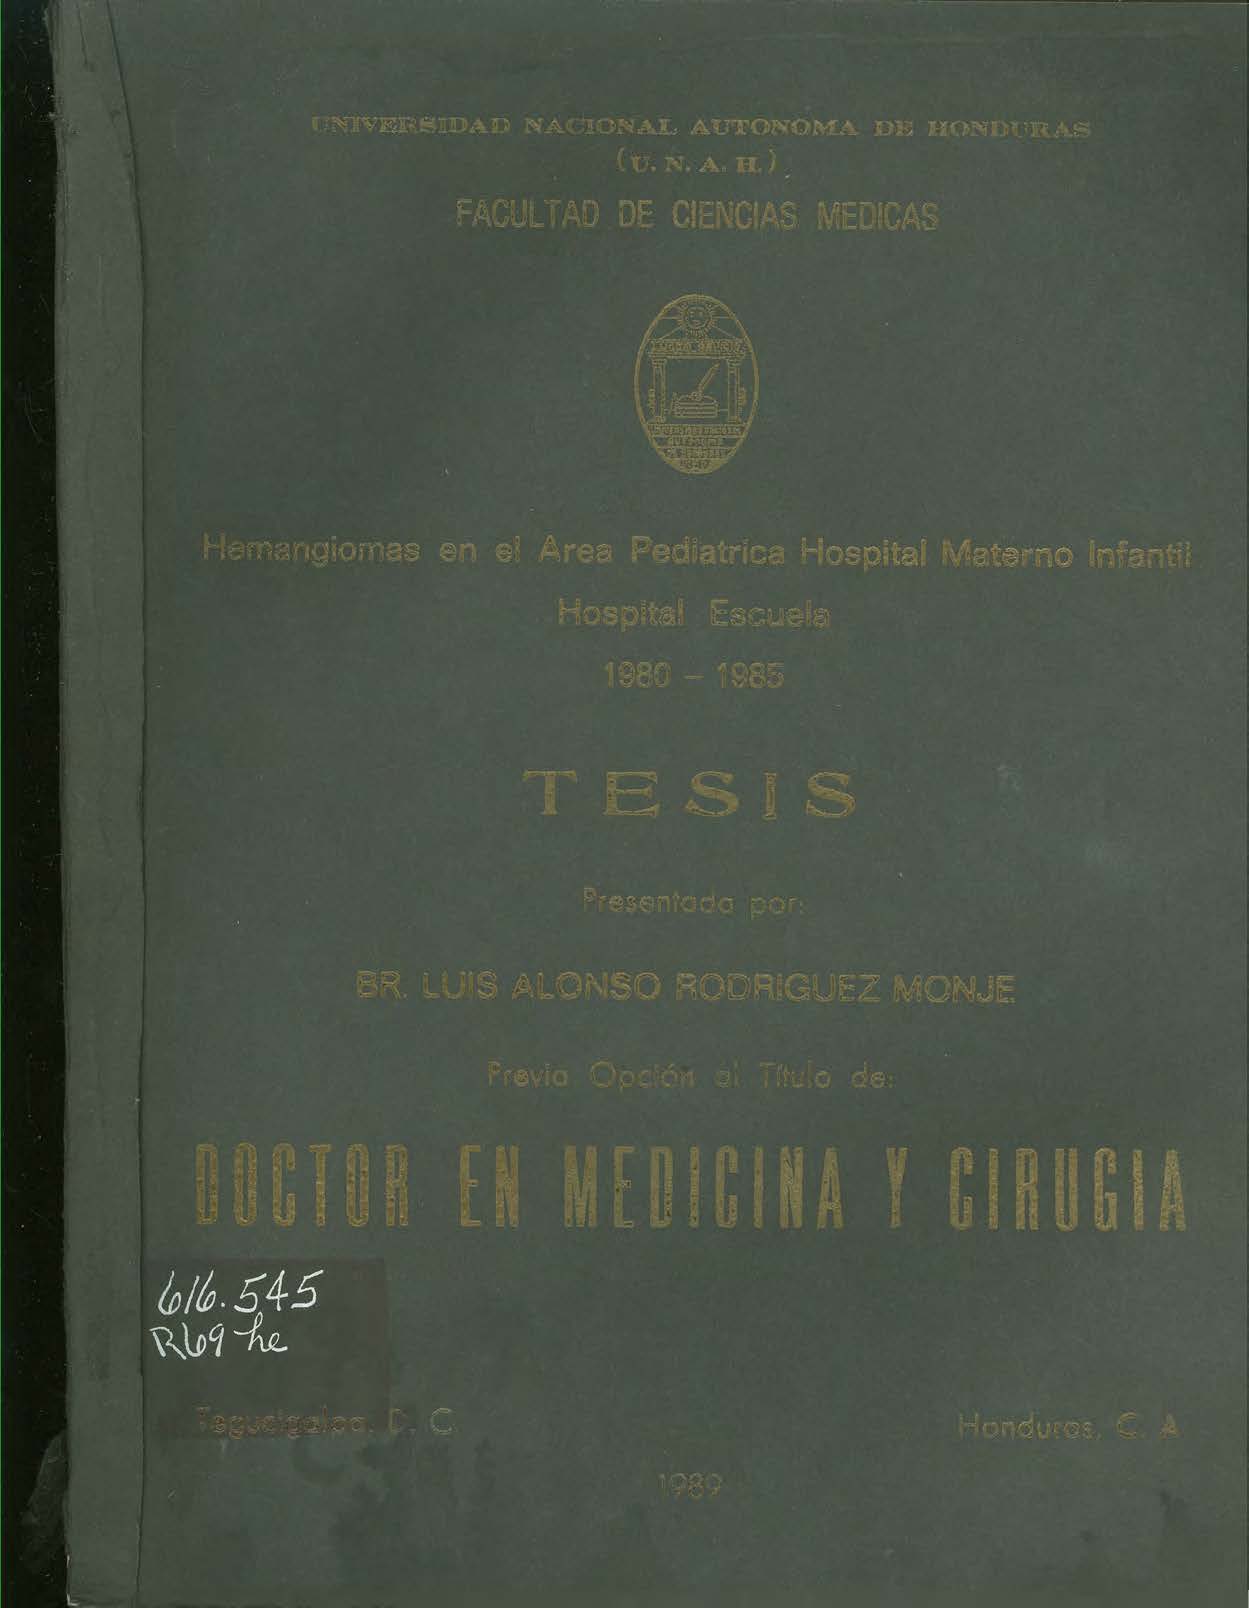 UNIVERSIDAD NACIONAL AUTONOMA DE HONDURAS
(U. N. A. H.)
FACULTAD DE CIENCIAS MEDICAS
Hemangiomas en el Area Pediatrica Hospital Materno Infantil
Hospital Escuela
1980 - 1985
TESIS
Presentada por:
BR. LUIS ALONSO RODRIGUEZ MONJE
Previa Opción al Título de:
DOCTOR EN MEDICINA Y CIRUGIA
616.545
R69 he
Tegucigalpa, D. C. Honduras, C. A
1989